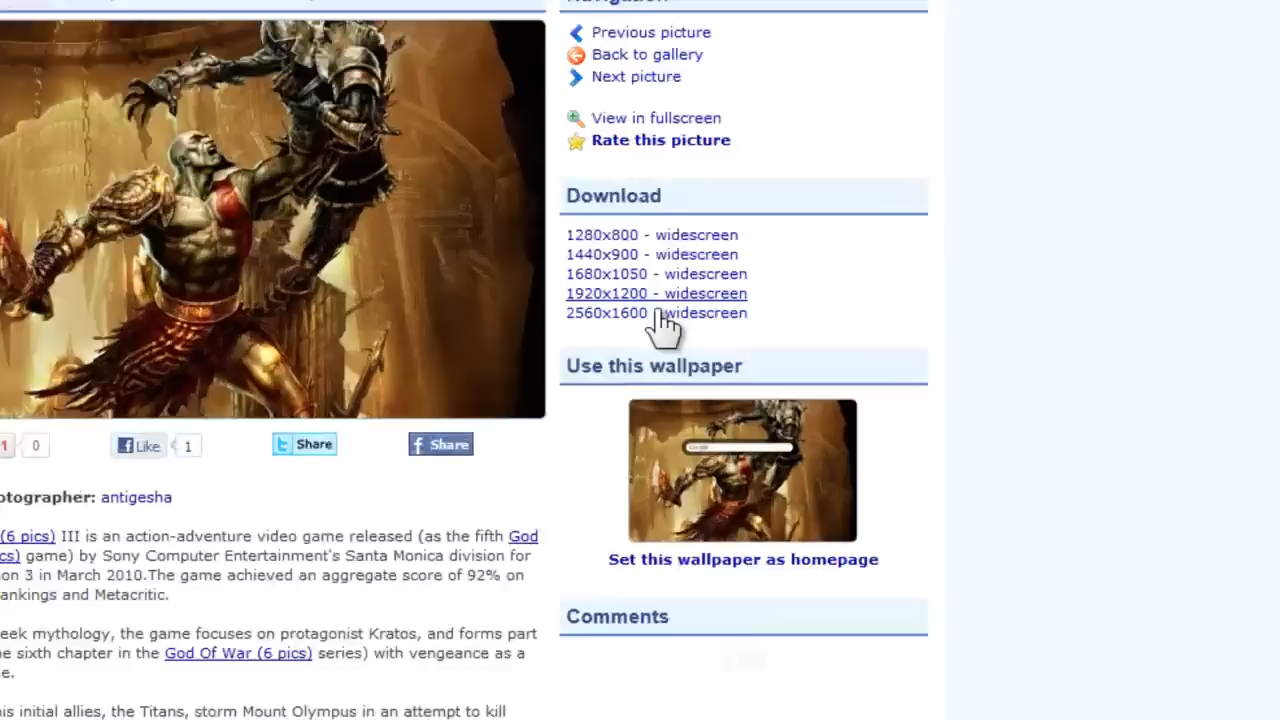 Navigation
Previous picture
Back to gallery
Next picture
View in fullscreen
Rate this picture
Download
1280x800 - widescreen
1440x900 - widescreen
1680x1050 - widescreen
1920x1200 - widescreen
2560x1600 widescreen
Use this wallpaper
Google
Set this wallpaper as homepage
Comments
1 0
Like 1
Share
Share
otographer: antigesha
(6 pics) III is an action-adventure video game released (as the fifth God
cs) game) by Sony Computer Entertainment's Santa Monica division for
on 3 in March 2010.The game achieved an aggregate score of 92% on
ankings and Metacritic.
eek mythology, the game focuses on protagonist Kratos, and forms part
e sixth chapter in the God Of War (6 pics) series) with vengeance as a
e.
is initial allies, the Titans, storm Mount Olympus in an attempt to kill